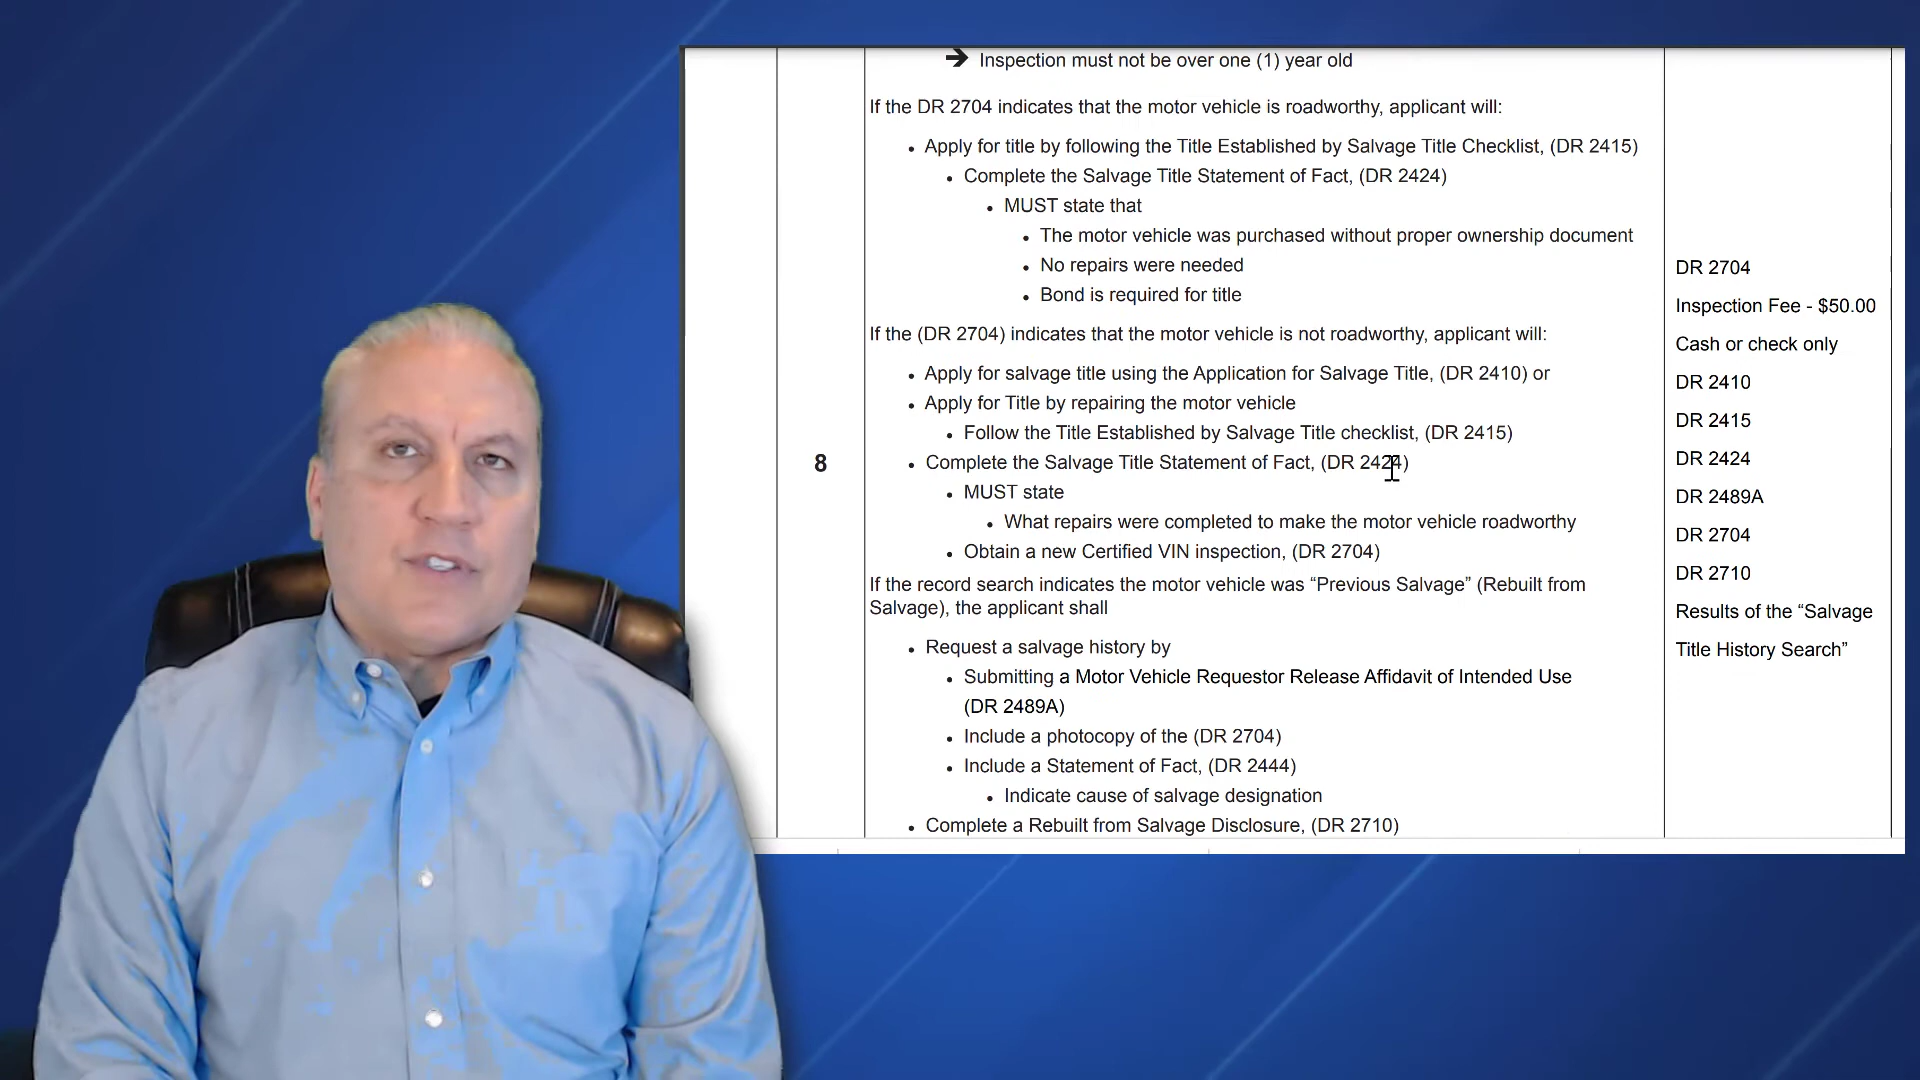 ➔ Inspection must not be over one (1) year old
If the DR 2704 indicates that the motor vehicle is roadworthy, applicant will:
• Apply for title by following the Title Established by Salvage Title Checklist, (DR 2415)
• Complete the Salvage Title Statement of Fact, (DR 2424)
• MUST state that
• The motor vehicle was purchased without proper ownership document
• No repairs were needed
• Bond is required for title
If the (DR 2704) indicates that the motor vehicle is not roadworthy, applicant will:
• Apply for salvage title using the Application for Salvage Title, (DR 2410) or
• Apply for Title by repairing the motor vehicle
• Follow the Title Established by Salvage Title checklist, (DR 2415)
8
• Complete the Salvage Title Statement of Fact, (DR 2424)
• MUST state
• What repairs were completed to make the motor vehicle roadworthy
• Obtain a new Certified VIN inspection, (DR 2704)
If the record search indicates the motor vehicle was “Previous Salvage” (Rebuilt from
Salvage), the applicant shall
• Request a salvage history by
• Submitting a Motor Vehicle Requestor Release Affidavit of Intended Use
(DR 2489A)
• Include a photocopy of the (DR 2704)
• Include a Statement of Fact, (DR 2444)
• Indicate cause of salvage designation
• Complete a Rebuilt from Salvage Disclosure, (DR 2710)
DR 2704
Inspection Fee - $50.00
Cash or check only
DR 2410
DR 2415
DR 2424
DR 2489A
DR 2704
DR 2710
Results of the “Salvage
Title History Search”